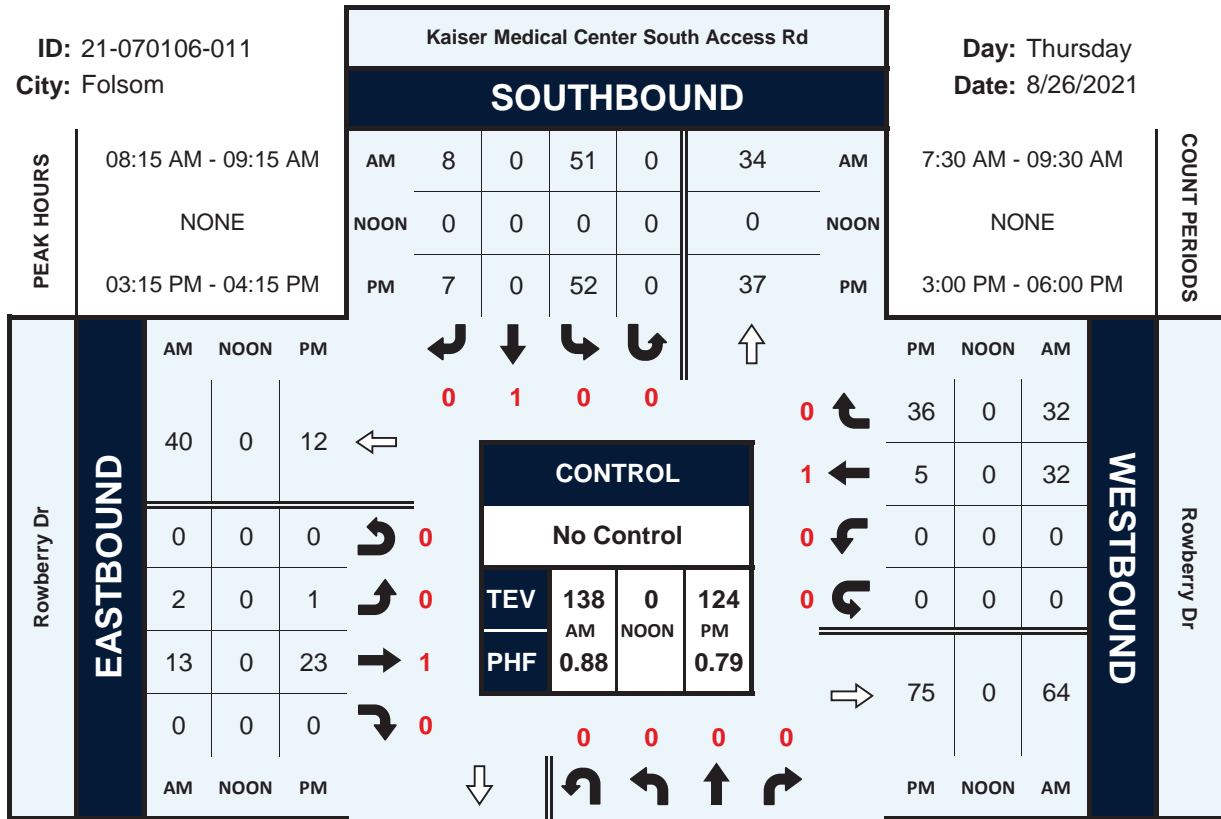 ID: 21-070106-011
City: Folsom
Kaiser Medical Center South Access Rd
SOUTHBOUND
Day: Thursday
Date: 8/26/2021
PEAK HOURS
08:15 AM - 09:15 AM
NONE
03:15 PM - 04:15 PM
AM 8 0 51 0 34 AM
NOON 0 0 0 0 0 NOON
PM 7 0 52 0 37 PM
7:30 AM - 09:30 AM
NONE
3:00 PM - 06:00 PM
COUNT PERIODS
0 1 0 0
Rowberry Dr
EASTBOUND
AM NOON PM
40 0 12
0 0 0 0
2 0 1 0
13 0 23 1
0 0 0 0
AM NOON PM
CONTROL
No Control
TEV 138 0 124
AM NOON PM
PHF 0.88 0.79
PM NOON AM
0 36 0 32
1 5 0 32
0 0 0 0
0 0 0 0
75 0 64
PM NOON AM
WESTBOUND
Rowberry Dr
0 0 0 0